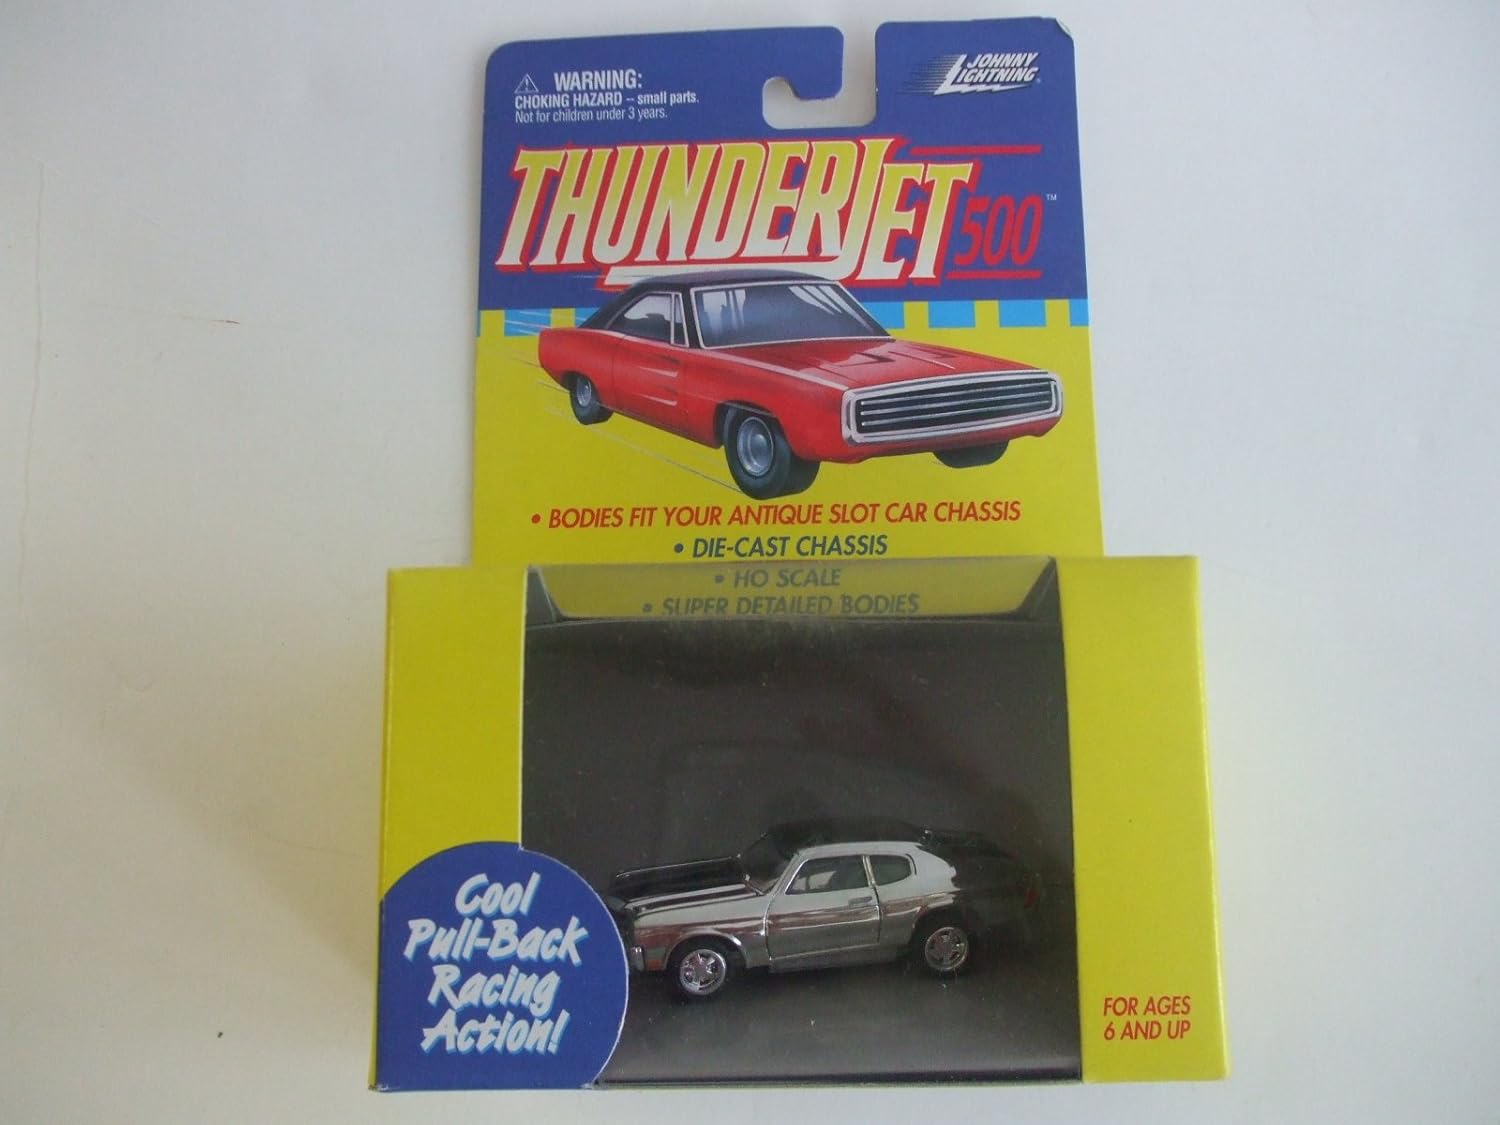 WARNING:
CHOKING HAZARD -- small parts.
Not for children under 3 years.
JOHNNY
LIGHTNING
THUNDERJET 500™
• BODIES FIT YOUR ANTIQUE SLOT CAR CHASSIS
• DIE-CAST CHASSIS
• HO SCALE
• SUPER DETAILED BODIES
Cool
Pull-Back
Racing
Action!
FOR AGES
6 AND UP